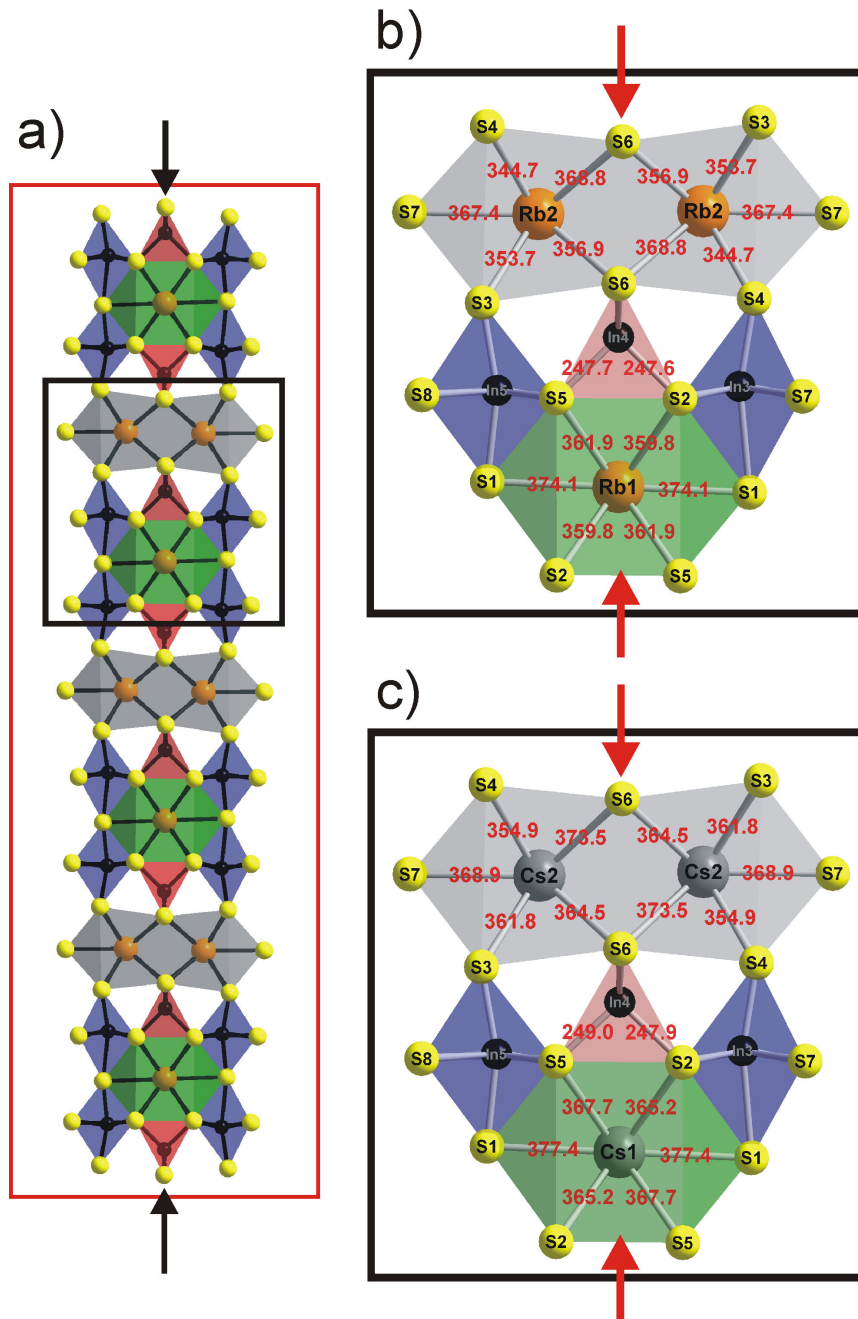 a)
b)
S4 S6 S3
344.7 368.8 356.9 353.7
S7 367.4 Rb2 Rb2 367.4 S7
353.7 356.9 368.8 344.7
S3 S6 S4
In4
247.7 247.6
S8 In5 S5 S2 In3 S7
361.9 359.8
S1 374.1 Rb1 374.1 S1
359.8 361.9
S2 S5
c)
S4 S6 S3
354.9 373.5 364.5 361.8
S7 368.9 Cs2 Cs2 368.9 S7
361.8 364.5 373.5 354.9
S3 S6 S4
In4
249.0 247.9
S8 In5 S5 S2 In3 S7
367.7 365.2
S1 377.4 Cs1 377.4 S1
365.2 367.7
S2 S5